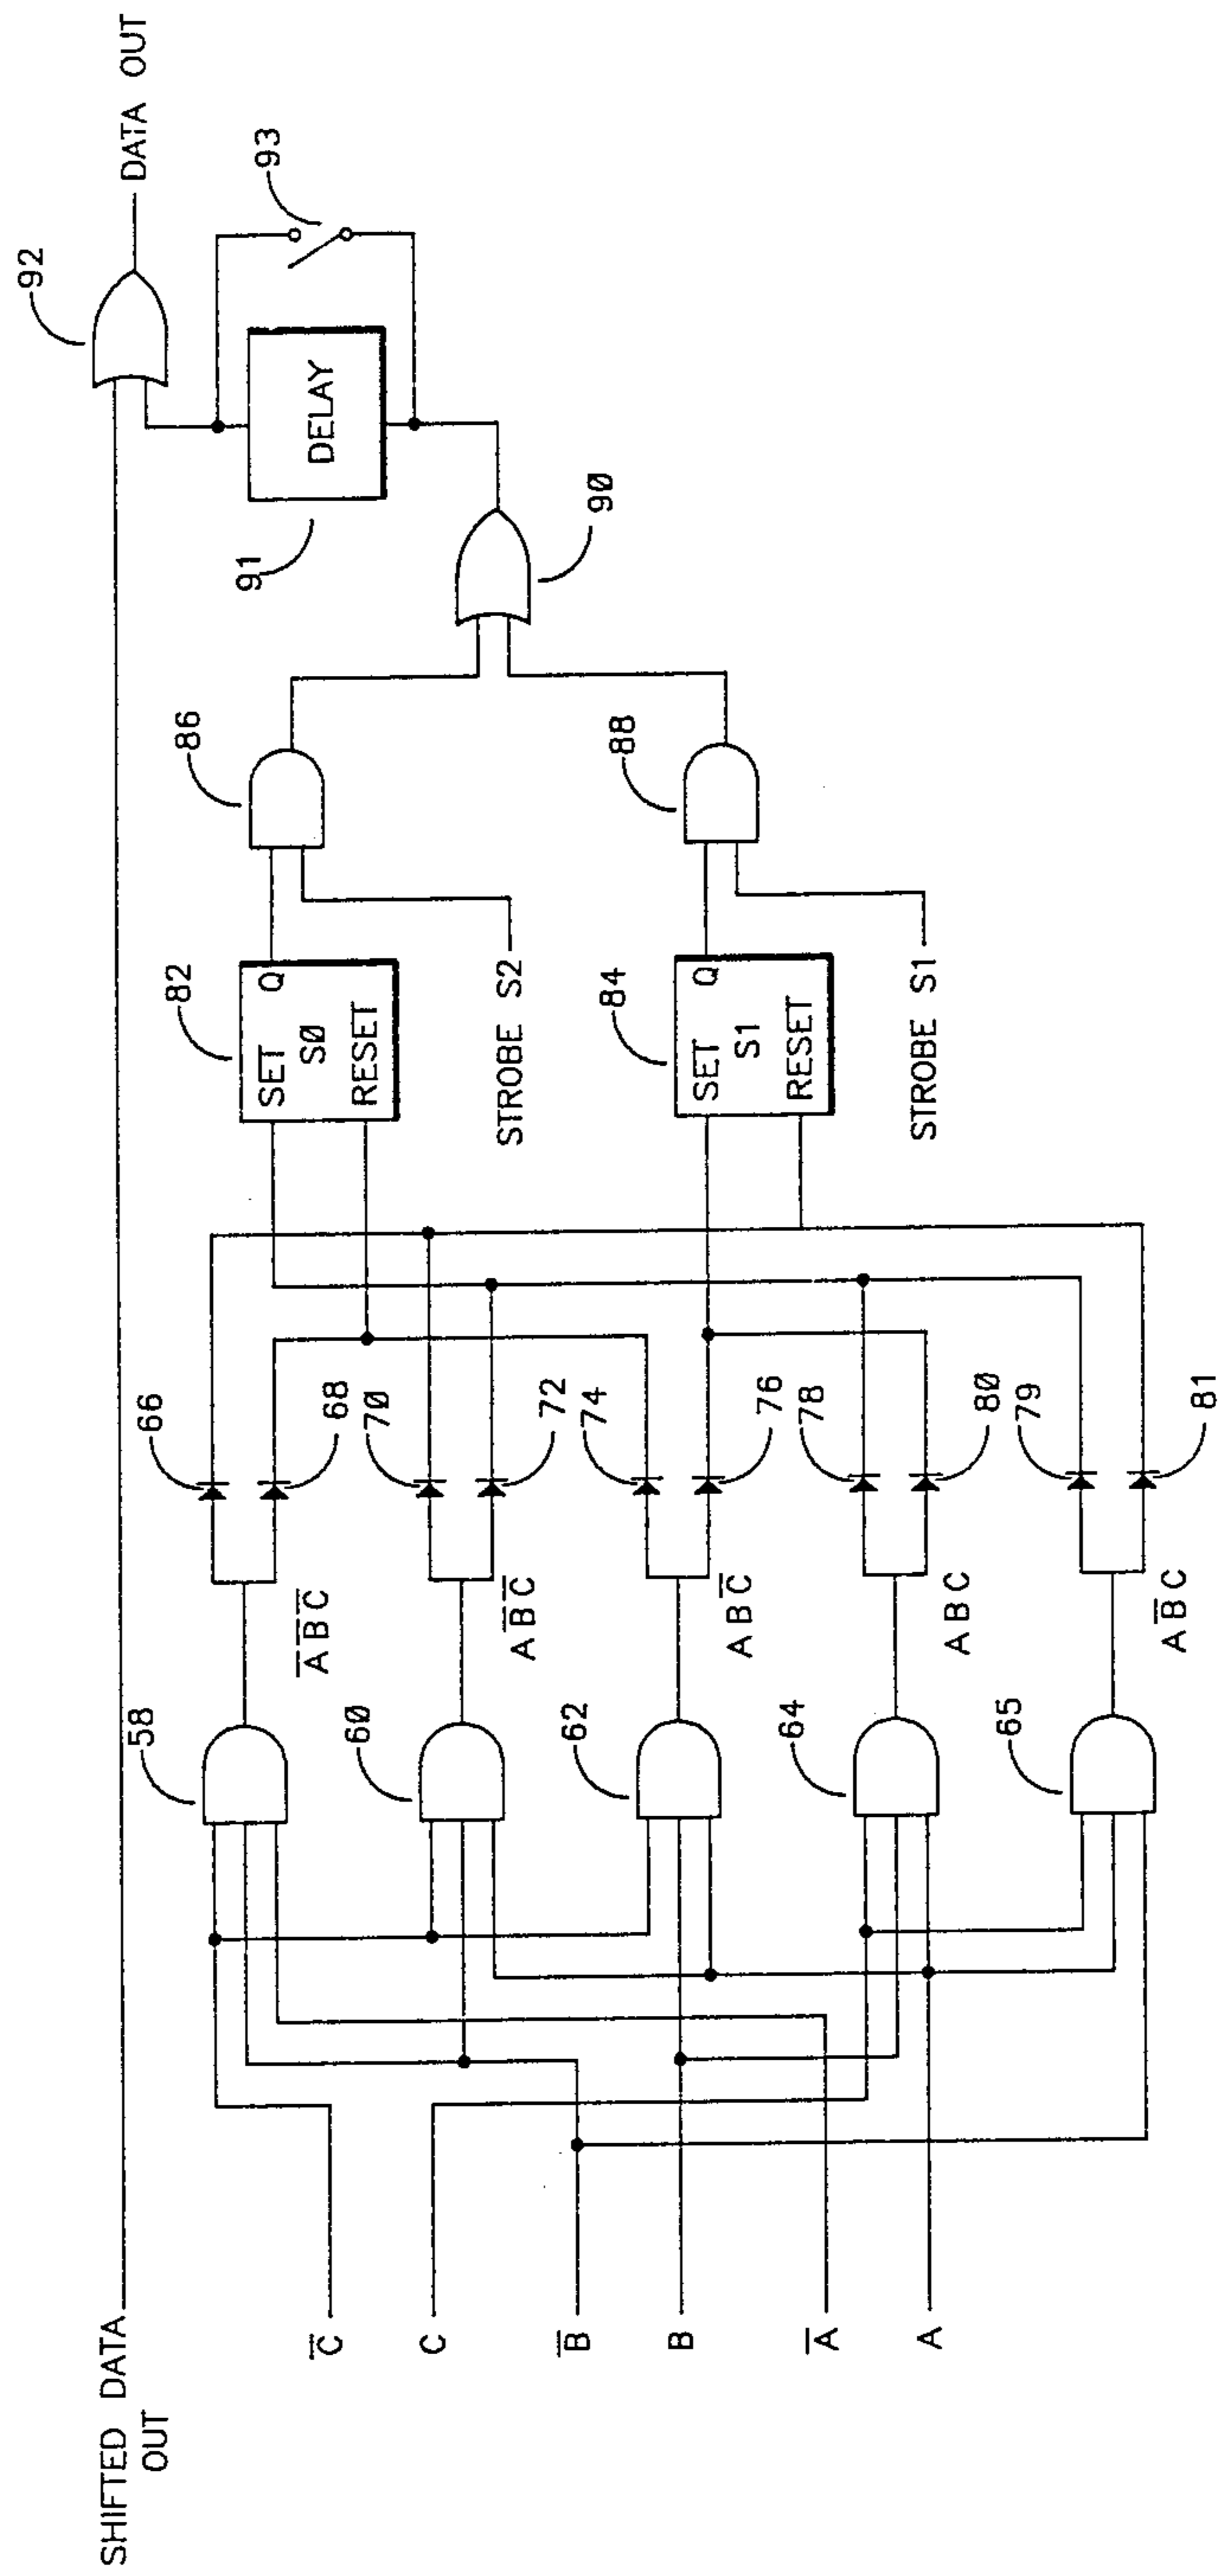 SHIFTED DATA
OUT
92
DATA OUT
58
66
82
86
93
C̅
A̅ B̅ C̅
68
SET
Q
S0
RESET
91
DELAY
C
60
70
A B̅ C̅
72
STROBE S2
90
B̅
62
74
B
A B C̅
76
84
88
SET
Q
S1
RESET
A̅
64
78
A
A B C
80
STROBE S1
65
79
A B̅ C
81